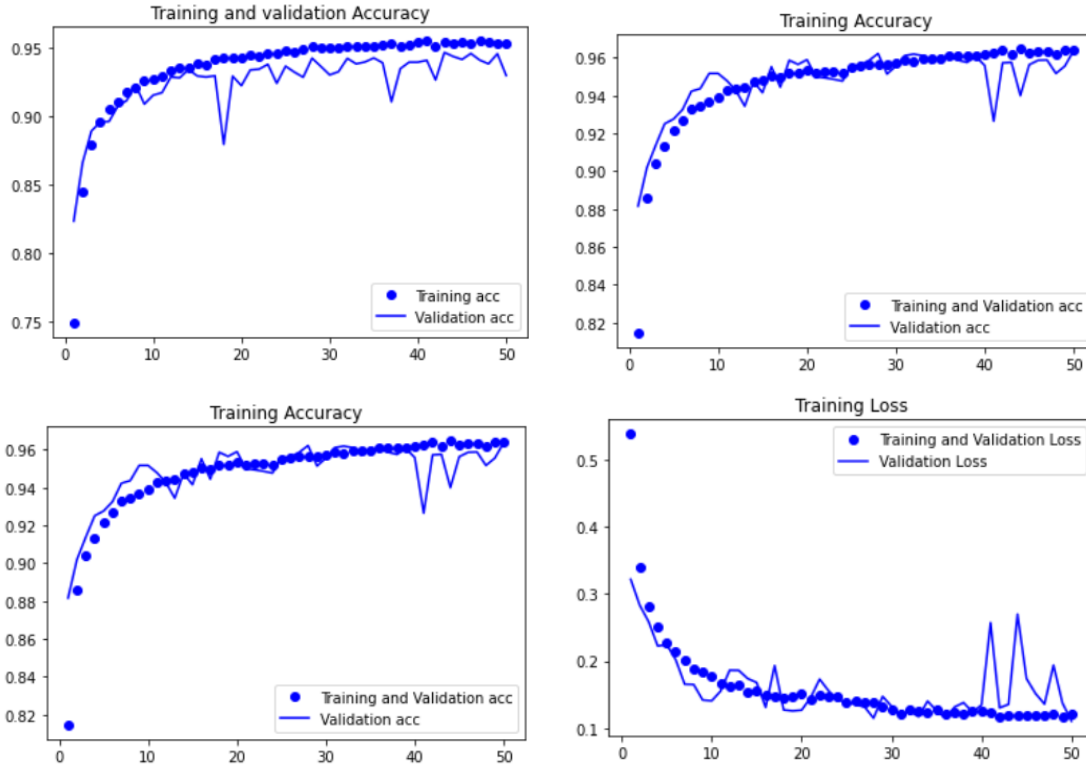 Training and validation Accuracy
0.95
0.90
0.85
0.80
0.75
Training acc
Validation acc
0 10 20 30 40 50
Training Accuracy
0.96
0.94
0.92
0.90
0.88
0.86
0.84
0.82
Training and Validation acc
Validation acc
0 10 20 30 40 50
Training Accuracy
0.96
0.94
0.92
0.90
0.88
0.86
0.84
0.82
Training and Validation acc
Validation acc
0 10 20 30 40 50
Training Loss
0.5
0.4
0.3
0.2
0.1
Training and Validation Loss
Validation Loss
0 10 20 30 40 50